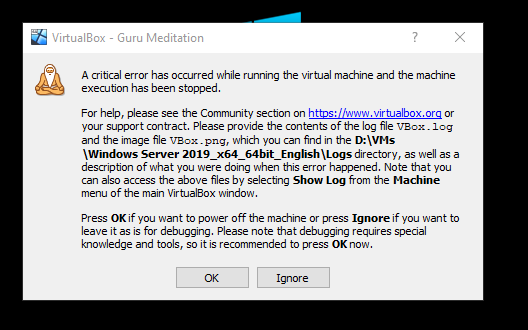 VirtualBox - Guru Meditation
A critical error has occurred while running the virtual machine and the machine
execution has been stopped.
For help, please see the Community section on https://www.virtualbox.org or
your support contract. Please provide the contents of the log file VBox.log
and the image file VBox.png, which you can find in the D:\VMs
\Windows Server 2019_x64_64bit_English\Logs directory, as well as a
description of what you were doing when this error happened. Note that you
can also access the above files by selecting Show Log from the Machine
menu of the main VirtualBox window.
Press OK if you want to power off the machine or press Ignore if you want to
leave it as is for debugging. Please note that debugging requires special
knowledge and tools, so it is recommended to press OK now.
OK Ignore